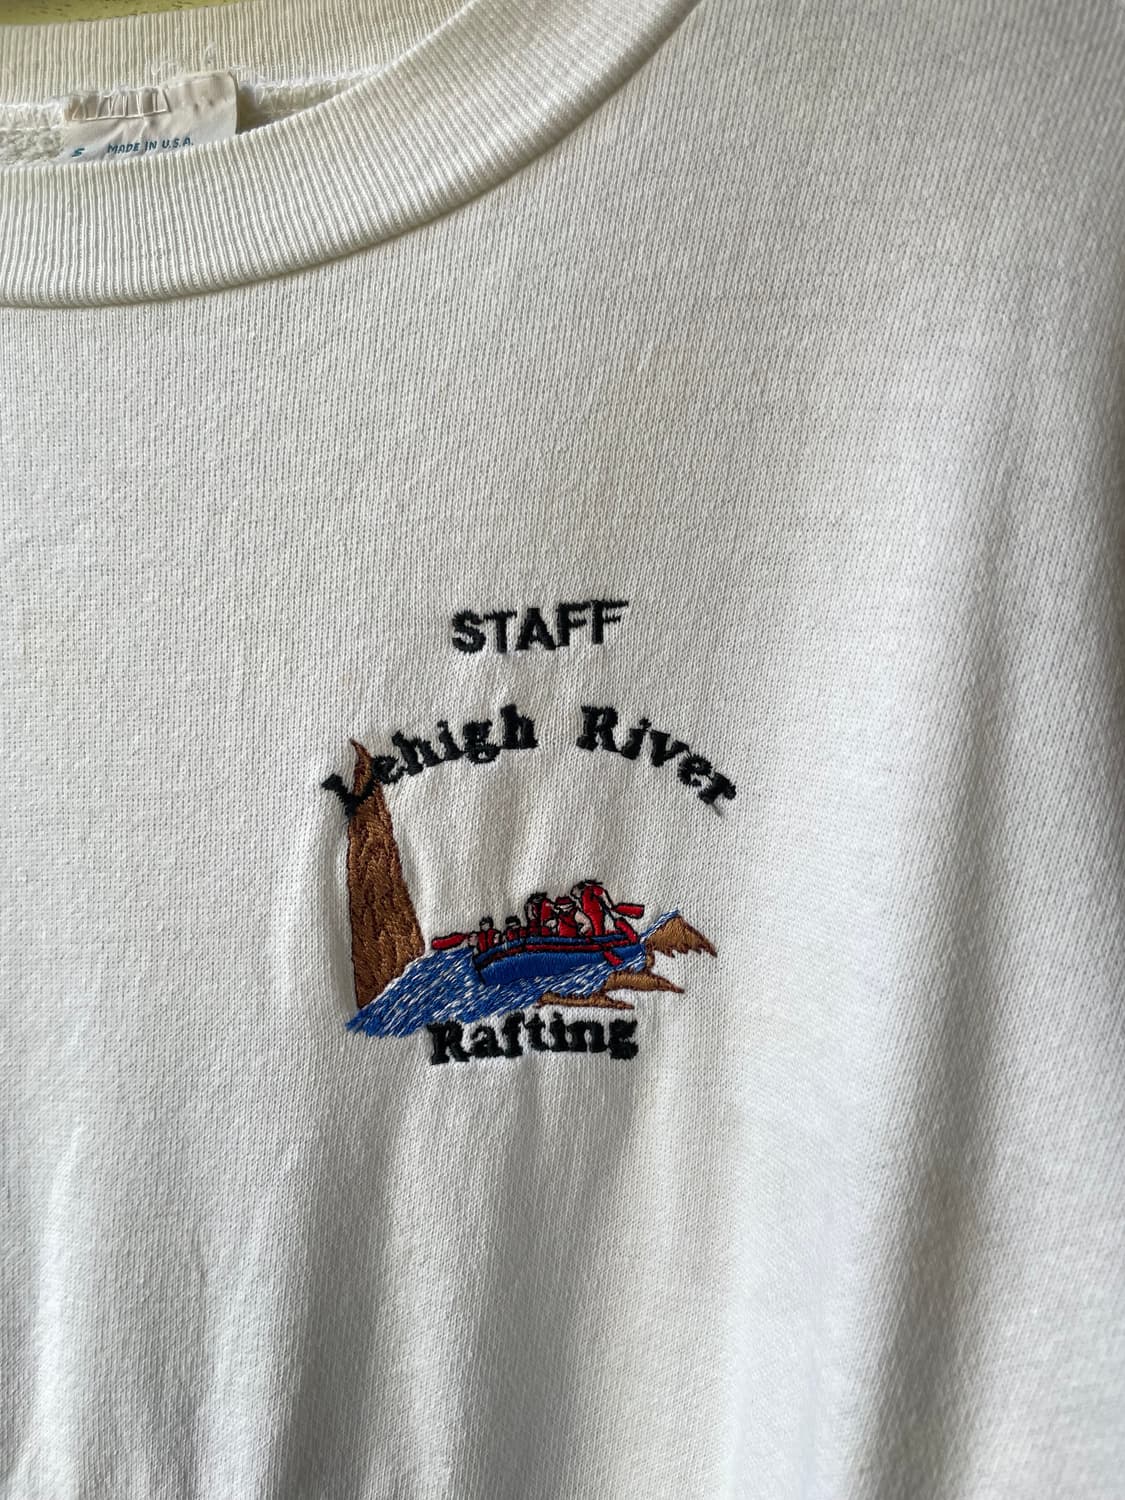 S MADE IN U.S.A.
STAFF
Lehigh River
Rafting